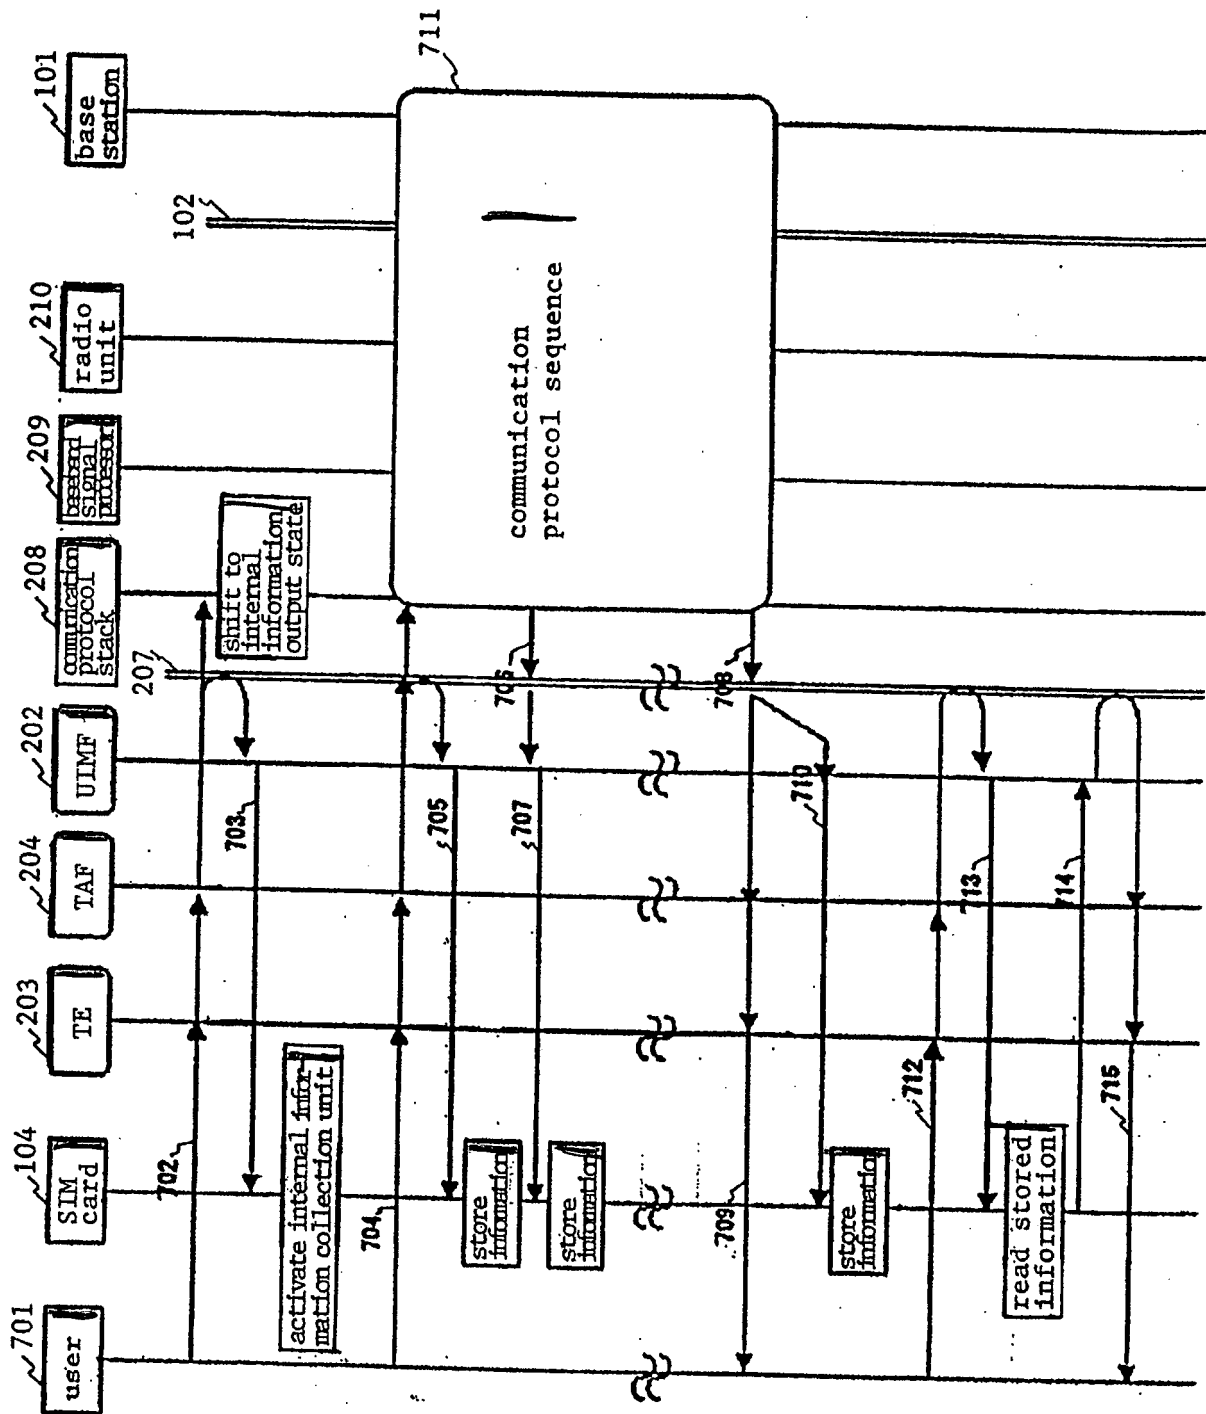 701
user
104
SIM
card
203
TE
204
TAF
202
UIMF
207
208
communication
protocol
stack
209
baseband
signal
processor
210
radio
unit
102
101
base
station
702
shift to
internal
information
output state
703
activate internal infor-
mation collection unit
704
705
store
information
706
707
store
information
communication
protocol sequence
711
708
709
710
store
information
712
713
read stored
information
714
715